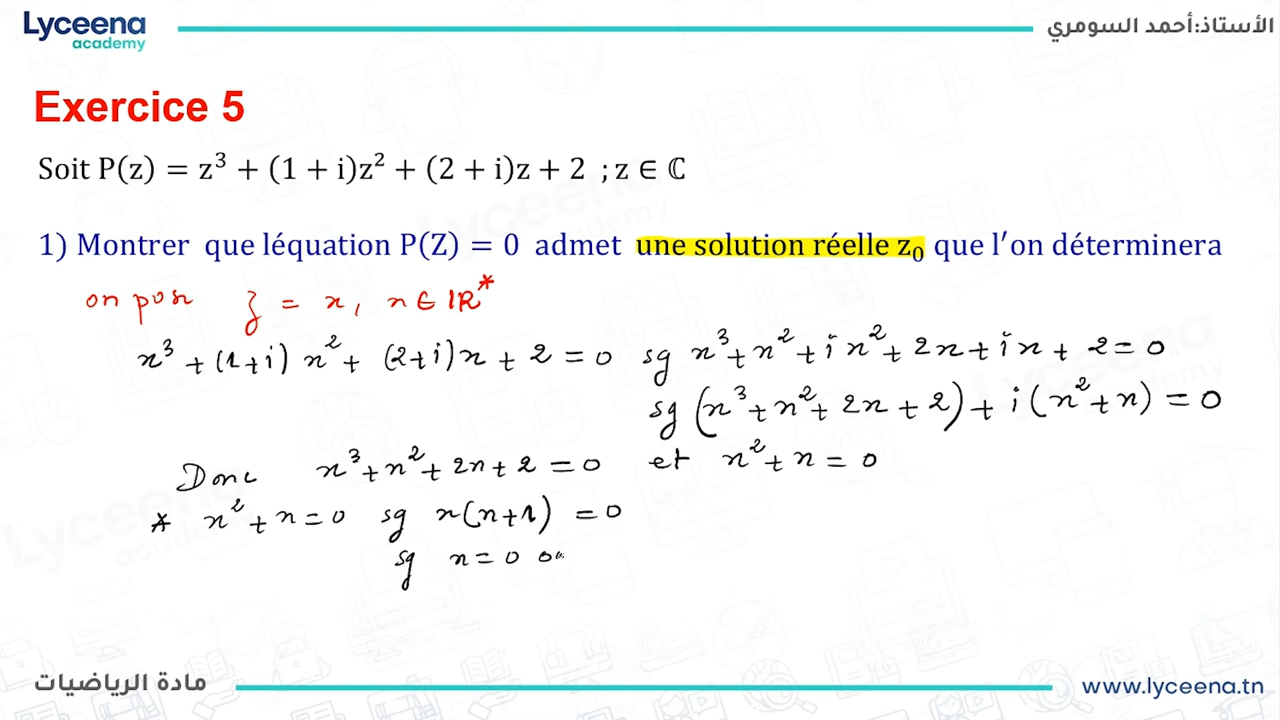 Lyceena
academy
الأستاذ:أحمد السومري
Exercice 5
Soit P(z) = z³ + (1 + i)z² + (2 + i)z + 2 ; z ∈ ℂ
1) Montrer que léquation P(Z) = 0 admet une solution réelle z₀ que l′on déterminera
on pose z = x, x ∈ IR*
x³ + (1+i) x² + (2+i)x + 2 = 0 sg x³ + x² + i x² + 2x + i x + 2 = 0
sg (x³ + x² + 2x + 2) + i (x² + x) = 0
Donc x³ + x² + 2x + 2 = 0 et x² + x = 0
* x² + x = 0 sg x(x+1) = 0
sg x = 0 ou
مادة الرياضيات
www.lyceena.tn